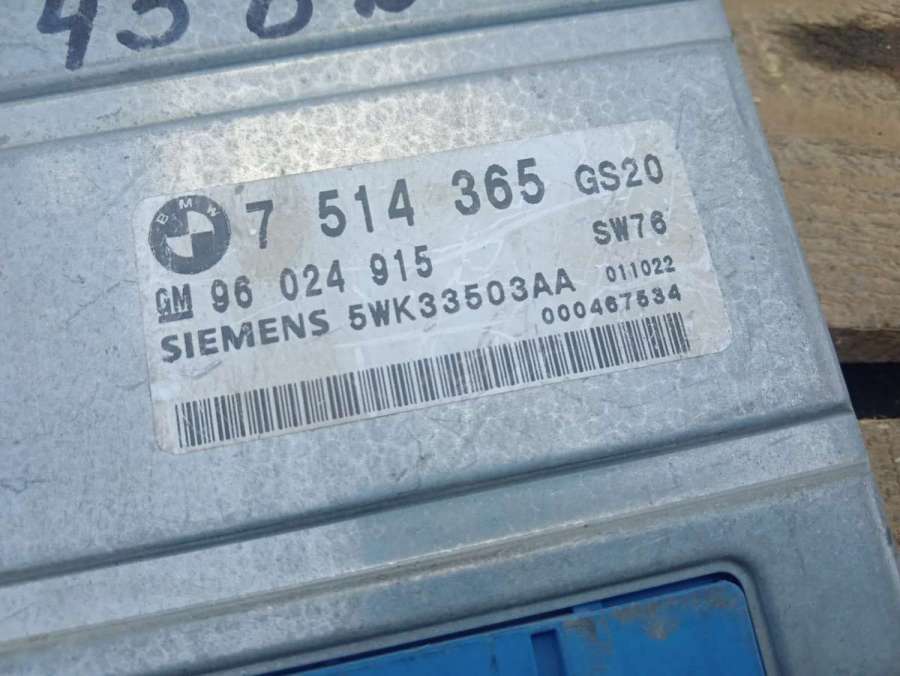 BMW 7 514 365 GS20
SW76
GM 96 024 915
011022
SIEMENS 5WK33503AA
000467534